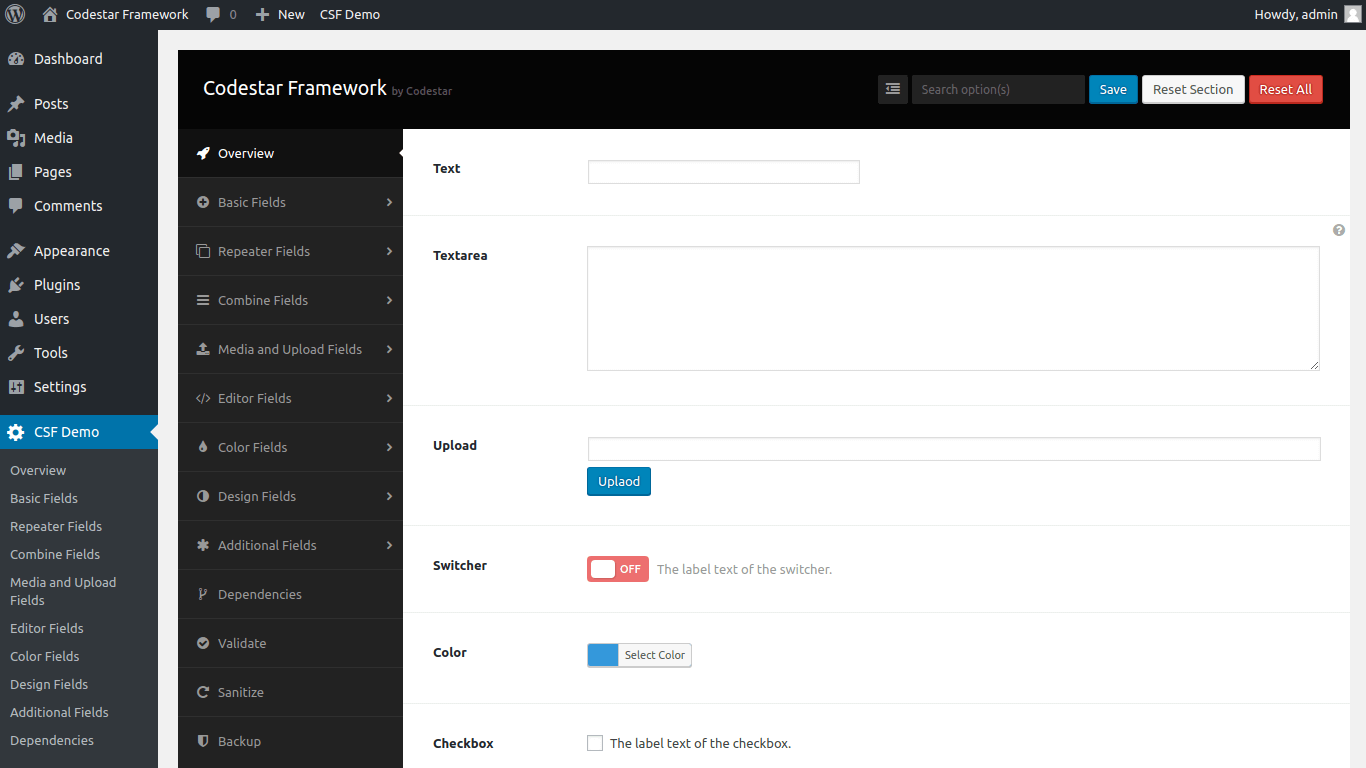 Codestar Framework
0
New
CSF Demo
Howdy, admin
Dashboard
Posts
Media
Pages
Comments
Appearance
Plugins
Users
Tools
Settings
CSF Demo
Overview
Basic Fields
Repeater Fields
Combine Fields
Media and Upload
Fields
Editor Fields
Color Fields
Design Fields
Additional Fields
Dependencies
Codestar Framework by Codestar
Search option(s)
Save
Reset Section
Reset All
Overview
Basic Fields
Repeater Fields
Combine Fields
Media and Upload Fields
Editor Fields
Color Fields
Design Fields
Additional Fields
Dependencies
Validate
Sanitize
Backup
Text
Textarea
Upload
Uplaod
Switcher
OFF
The label text of the switcher.
Color
Select Color
Checkbox
The label text of the checkbox.